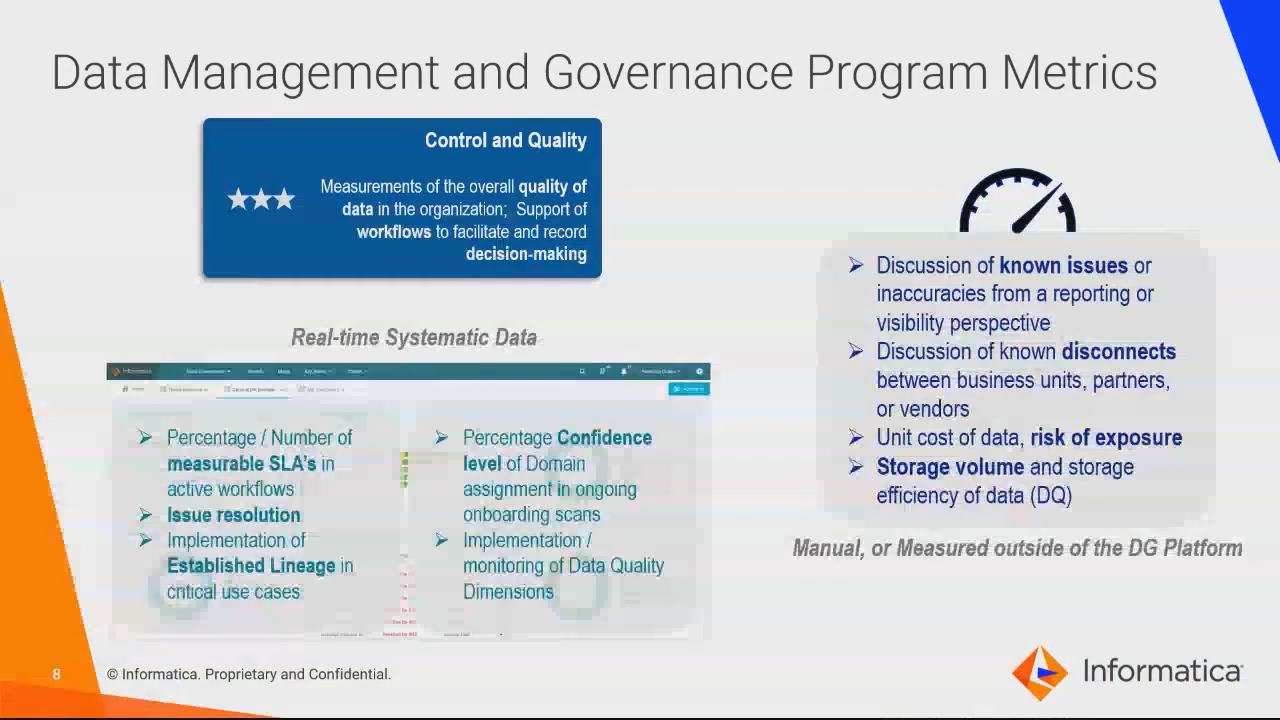 Data Management and Governance Program Metrics
Control and Quality
Measurements of the overall quality of
data in the organization; Support of
workflows to facilitate and record
decision-making
Real-time Systematic Data
Informatica
➢ Percentage / Number of
measurable SLA's in
active workflows
➢ Issue resolution
➢ Implementation of
Established Lineage in
critical use cases
➢ Percentage Confidence
level of Domain
assignment in ongoing
onboarding scans
➢ Implementation /
monitoring of Data Quality
Dimensions
➢ Discussion of known issues or
inaccuracies from a reporting or
visibility perspective
➢ Discussion of known disconnects
between business units, partners,
or vendors
➢ Unit cost of data, risk of exposure
➢ Storage volume and storage
efficiency of data (DQ)
Manual, or Measured outside of the DG Platform
8
© Informatica. Proprietary and Confidential.
Informatica